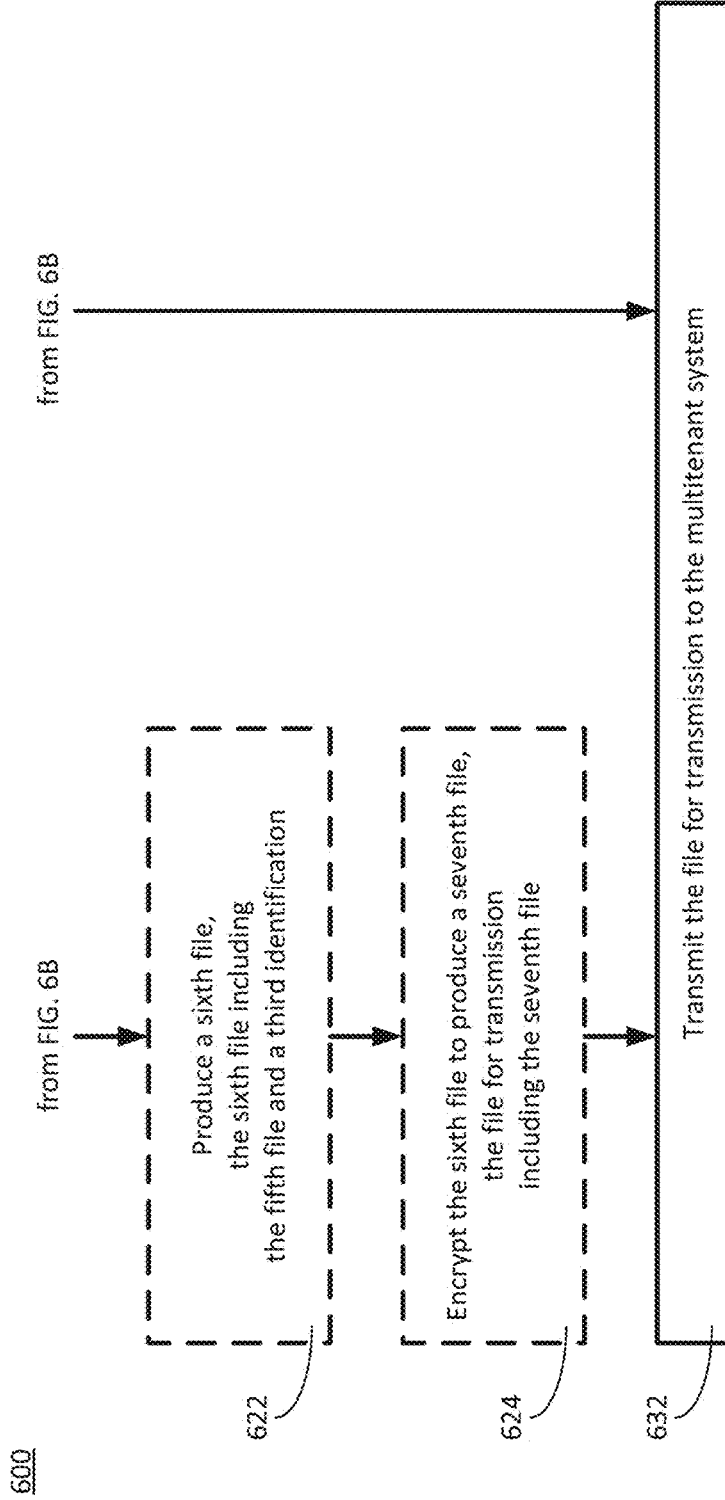 600
from FIG. 6B
from FIG. 6B
622
Produce a sixth file,
the sixth file including
the fifth file and a third identification
624
Encrypt the sixth file to produce a seventh file,
the file for transmission
including the seventh file
632
Transmit the file for transmission to the multitenant system